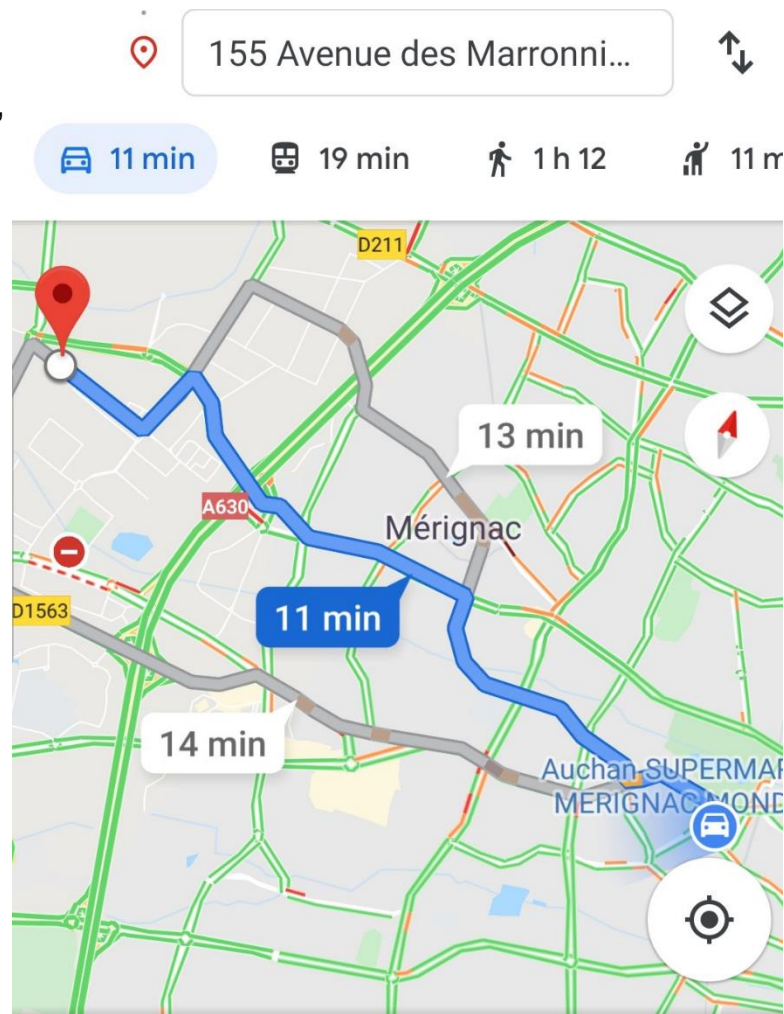 155 Avenue des Marronni...
11 min
19 min
1 h 12
11 m
D211
13 min
A630
Mérignac
D1563
11 min
14 min
Auchan SUPERMAR
MERIGNAC MOND